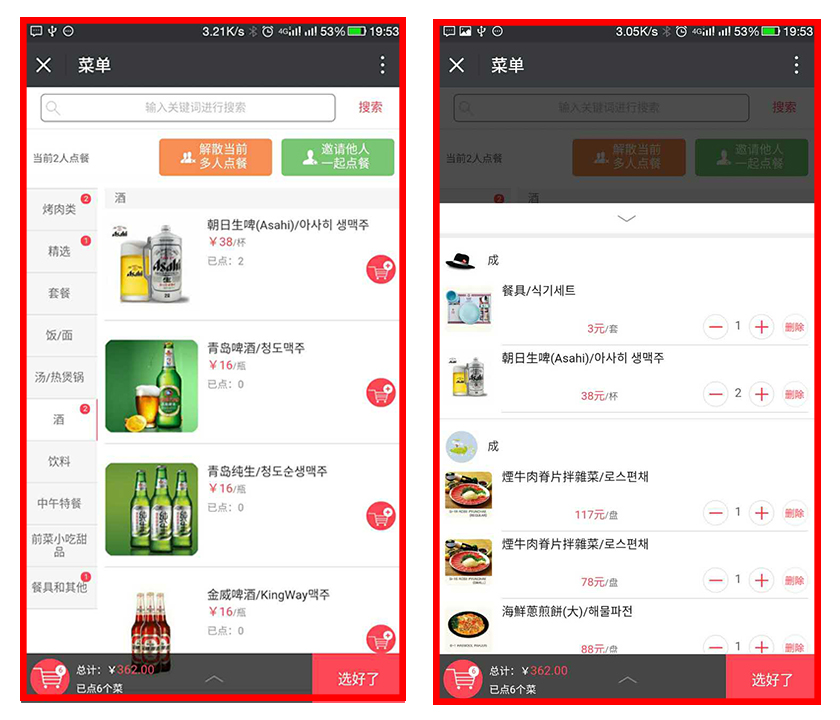 3.21K/s 4G 53% 19:53
菜单
输入关键词进行搜索 搜索
当前2人点餐
解散当前
多人点餐
邀请他人
一起点餐
烤肉类 2
精选 1
套餐
饭/面
汤/热煲锅
酒 2
饮料
中午特餐
前菜小吃甜
品
餐具和其他 1
酒
朝日生啤(Asahi)/아사히 생맥주
￥38/杯
已点：2
青岛啤酒/청도맥주
￥16/瓶
已点：0
青岛纯生/청도순생맥주
￥16/瓶
已点：0
金威啤酒/KingWay맥주
￥16/瓶
已点：0
6
总计：￥362.00
已点6个菜
选好了
3.05K/s 4G 53% 19:53
菜单
输入关键词进行搜索 搜索
当前2人点餐
解散当前
多人点餐
邀请他人
一起点餐
2
酒
成
餐具/식기세트
3元/套 1 删除
朝日生啤(Asahi)/아사히 생맥주
38元/杯 2 删除
成
煙牛肉脊片拌雜菜/로스편채
117元/盘 1 删除
煙牛肉脊片拌雜菜/로스편채
78元/盘 1 删除
海鮮蔥煎餅(大)/해물파전
88元/盘 1 删除
6
总计：￥362.00
已点6个菜
选好了